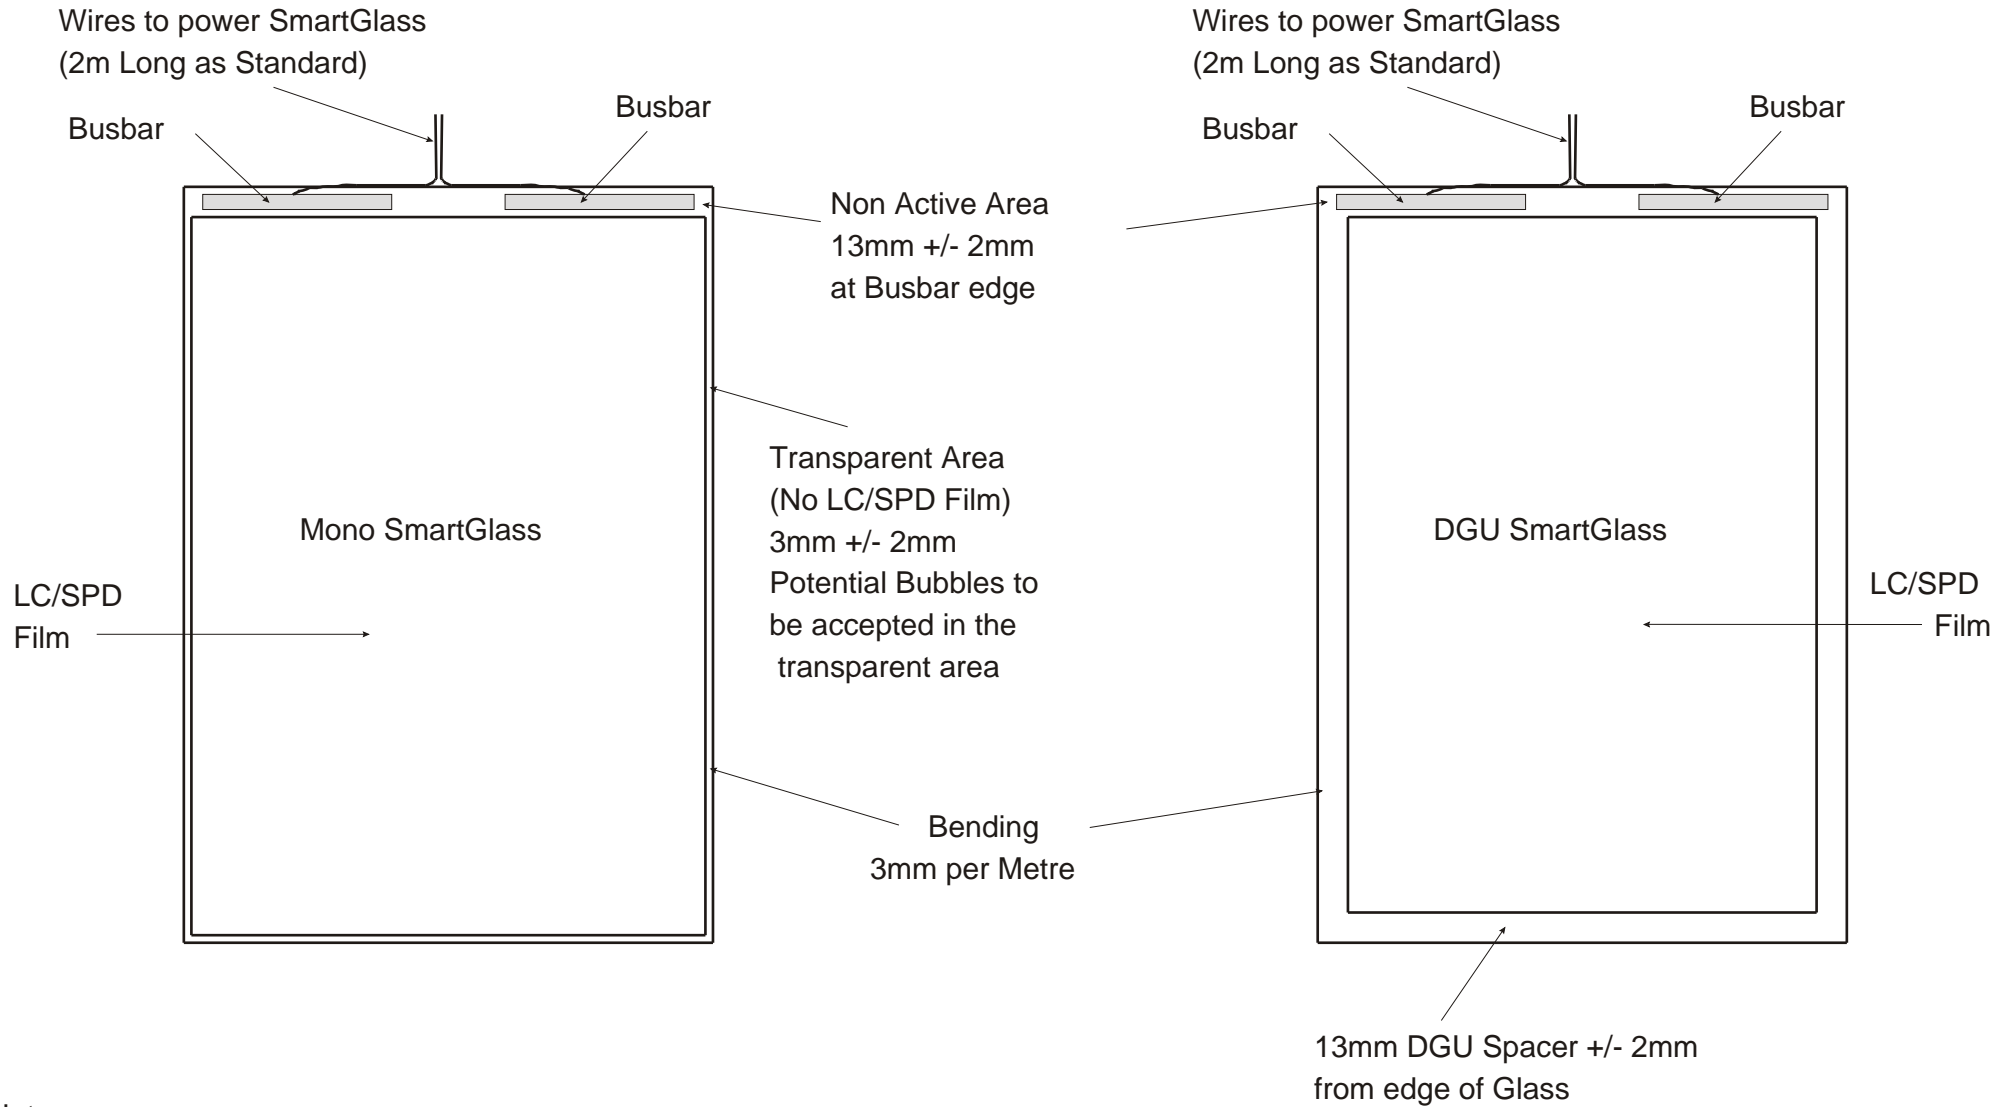 Wires to power SmartGlass
(2m Long as Standard)
Busbar
Busbar
Non Active Area
13mm +/- 2mm
at Busbar edge
Mono SmartGlass
Transparent Area
(No LC/SPD Film)
3mm +/- 2mm
Potential Bubbles to
be accepted in the
transparent area
LC/SPD
Film
Bending
3mm per Metre
Wires to power SmartGlass
(2m Long as Standard)
Busbar
Busbar
DGU SmartGlass
LC/SPD
Film
13mm DGU Spacer +/- 2mm
from edge of Glass